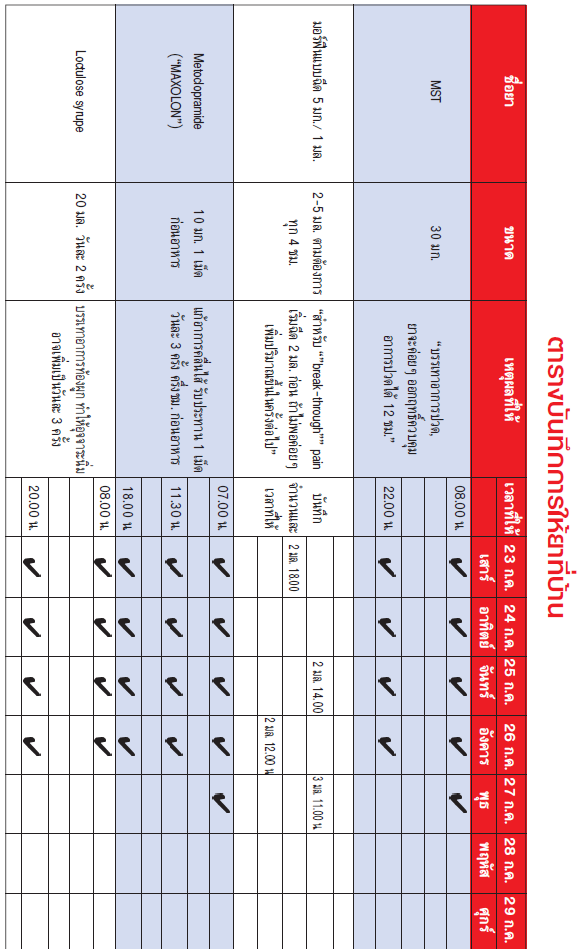 ตารางบันทึกการให้ยาที่บ้าน
ชื่อยา ขนาด เหตุผลที่ให้ เวลาที่ให้ 23 ก.ค. 24 ก.ค. 25 ก.ค. 26 ก.ค. 27 ก.ค. 28 ก.ค. 29 ก.ค.
เสาร์ อาทิตย์ จันทร์ อังคาร พุธ พฤหัส ศุกร์
MST
30 มก.
"บรรเทาอาการปวด,
ยาจะค่อยๆ ออกฤทธิ์ควบคุม
อาการปวดได้ 12 ชม."
08.00 น.
22.00 น.
มอร์ฟีนแบบฉีด 5 มก./ 1 มล.
2-5 มล. ตามต้องการ
ทุก 4 ชม.
"สำหรับ ""break-through"" pain
เริ่มฉีด 2 มล. ก่อน ถ้าไม่พอค่อยๆ
เพิ่มปริมาณขึ้นในครั้งต่อไป"
บันทึก
จำนวนและ
เวลาที่ให้
2 มล. 14.00
3 มล. 11.00 น
2 มล. 18.00
2 มล. 12.00 น
Metodopramide
("MAXOLON")
10 มก. 1 เม็ด
ก่อนอาหาร
แก้อาการคลื่นไส้ รับประทาน 1 เม็ด
วันละ 3 ครั้ง ครึ่งชม. ก่อนอาหาร
07.00 น.
11.30 น.
18.00 น.
Loctulose syrupe
20 มล. วันละ 2 ครั้ง
บรรเทาอาการท้องผูก ทำให้อุจจาระนิ่ม
อาจเพิ่มเป็นวันละ 3 ครั้ง
08.00 น.
20.00 น.